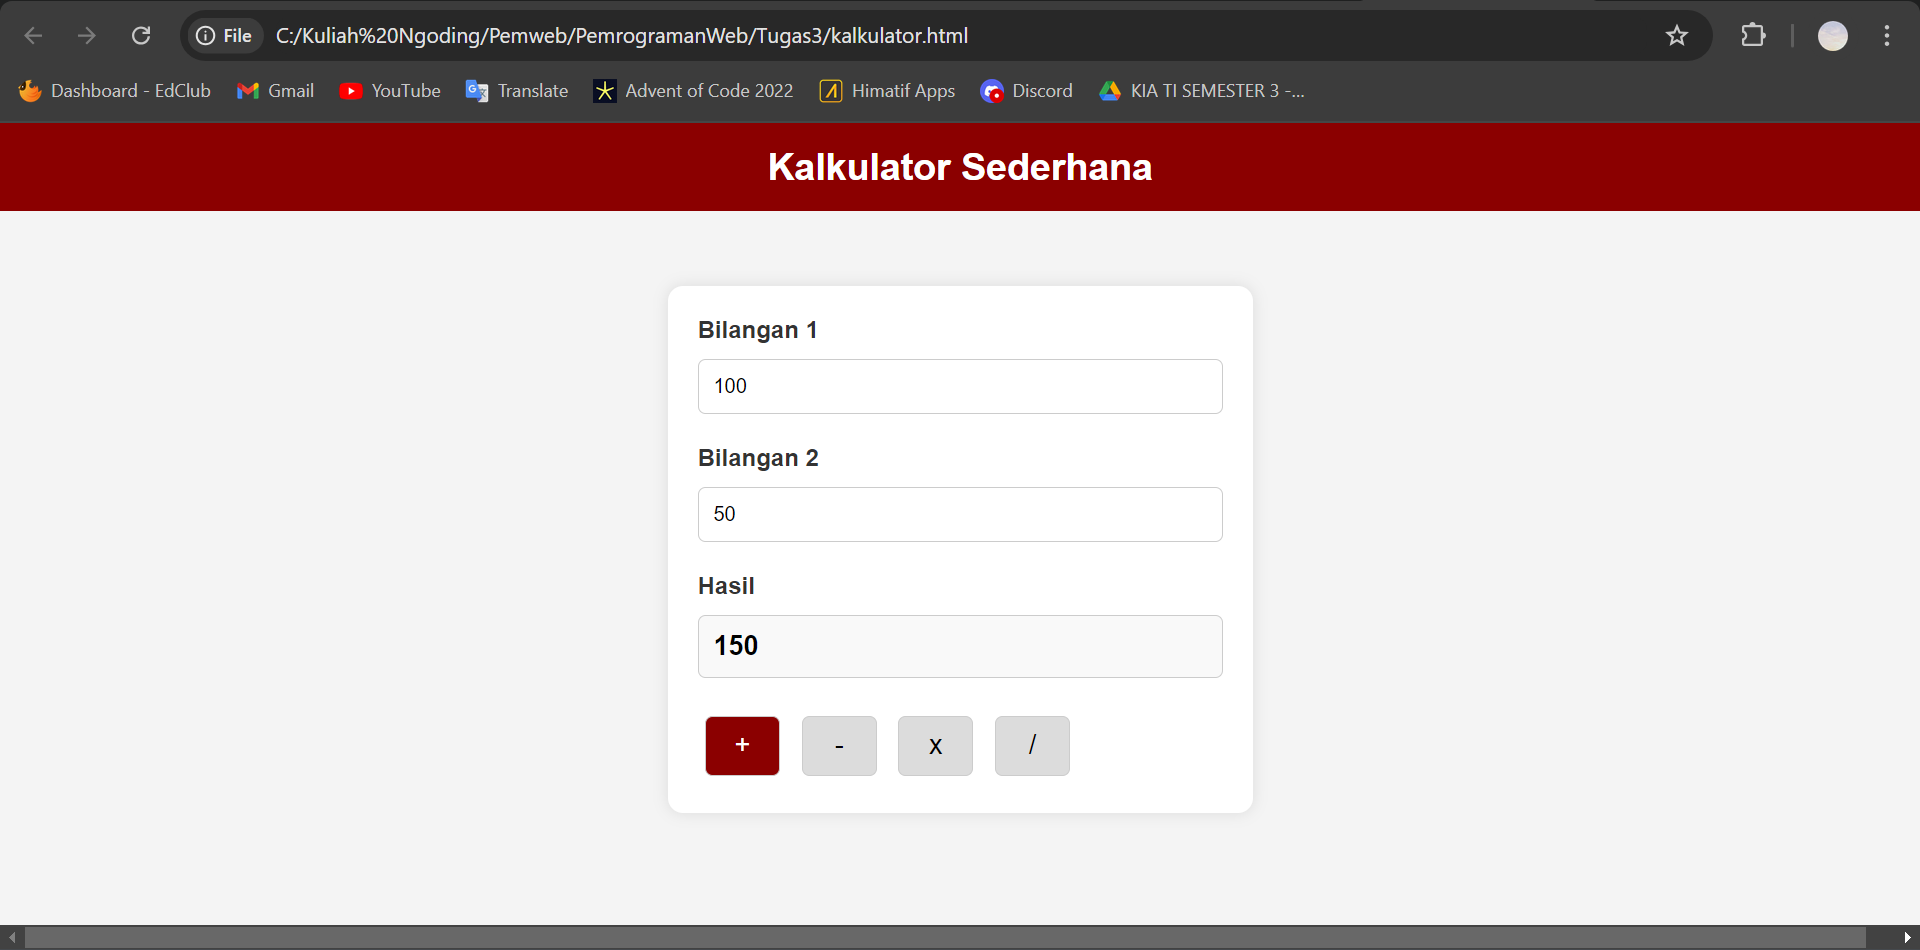 File C:/Kuliah%20Ngoding/Pemweb/PemrogramanWeb/Tugas3/kalkulator.html
Dashboard - EdClub Gmail YouTube Translate Advent of Code 2022 Himatif Apps Discord KIA TI SEMESTER 3 -...
Kalkulator Sederhana
Bilangan 1
100
Bilangan 2
50
Hasil
150
+ - x /